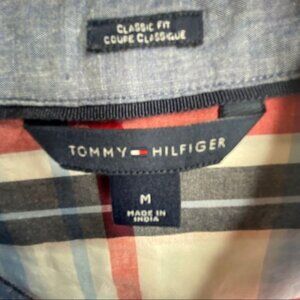 CLASSIC FIT
COUPE CLASSIQUE
TOMMY HILFIGER
M
MADE IN
INDIA